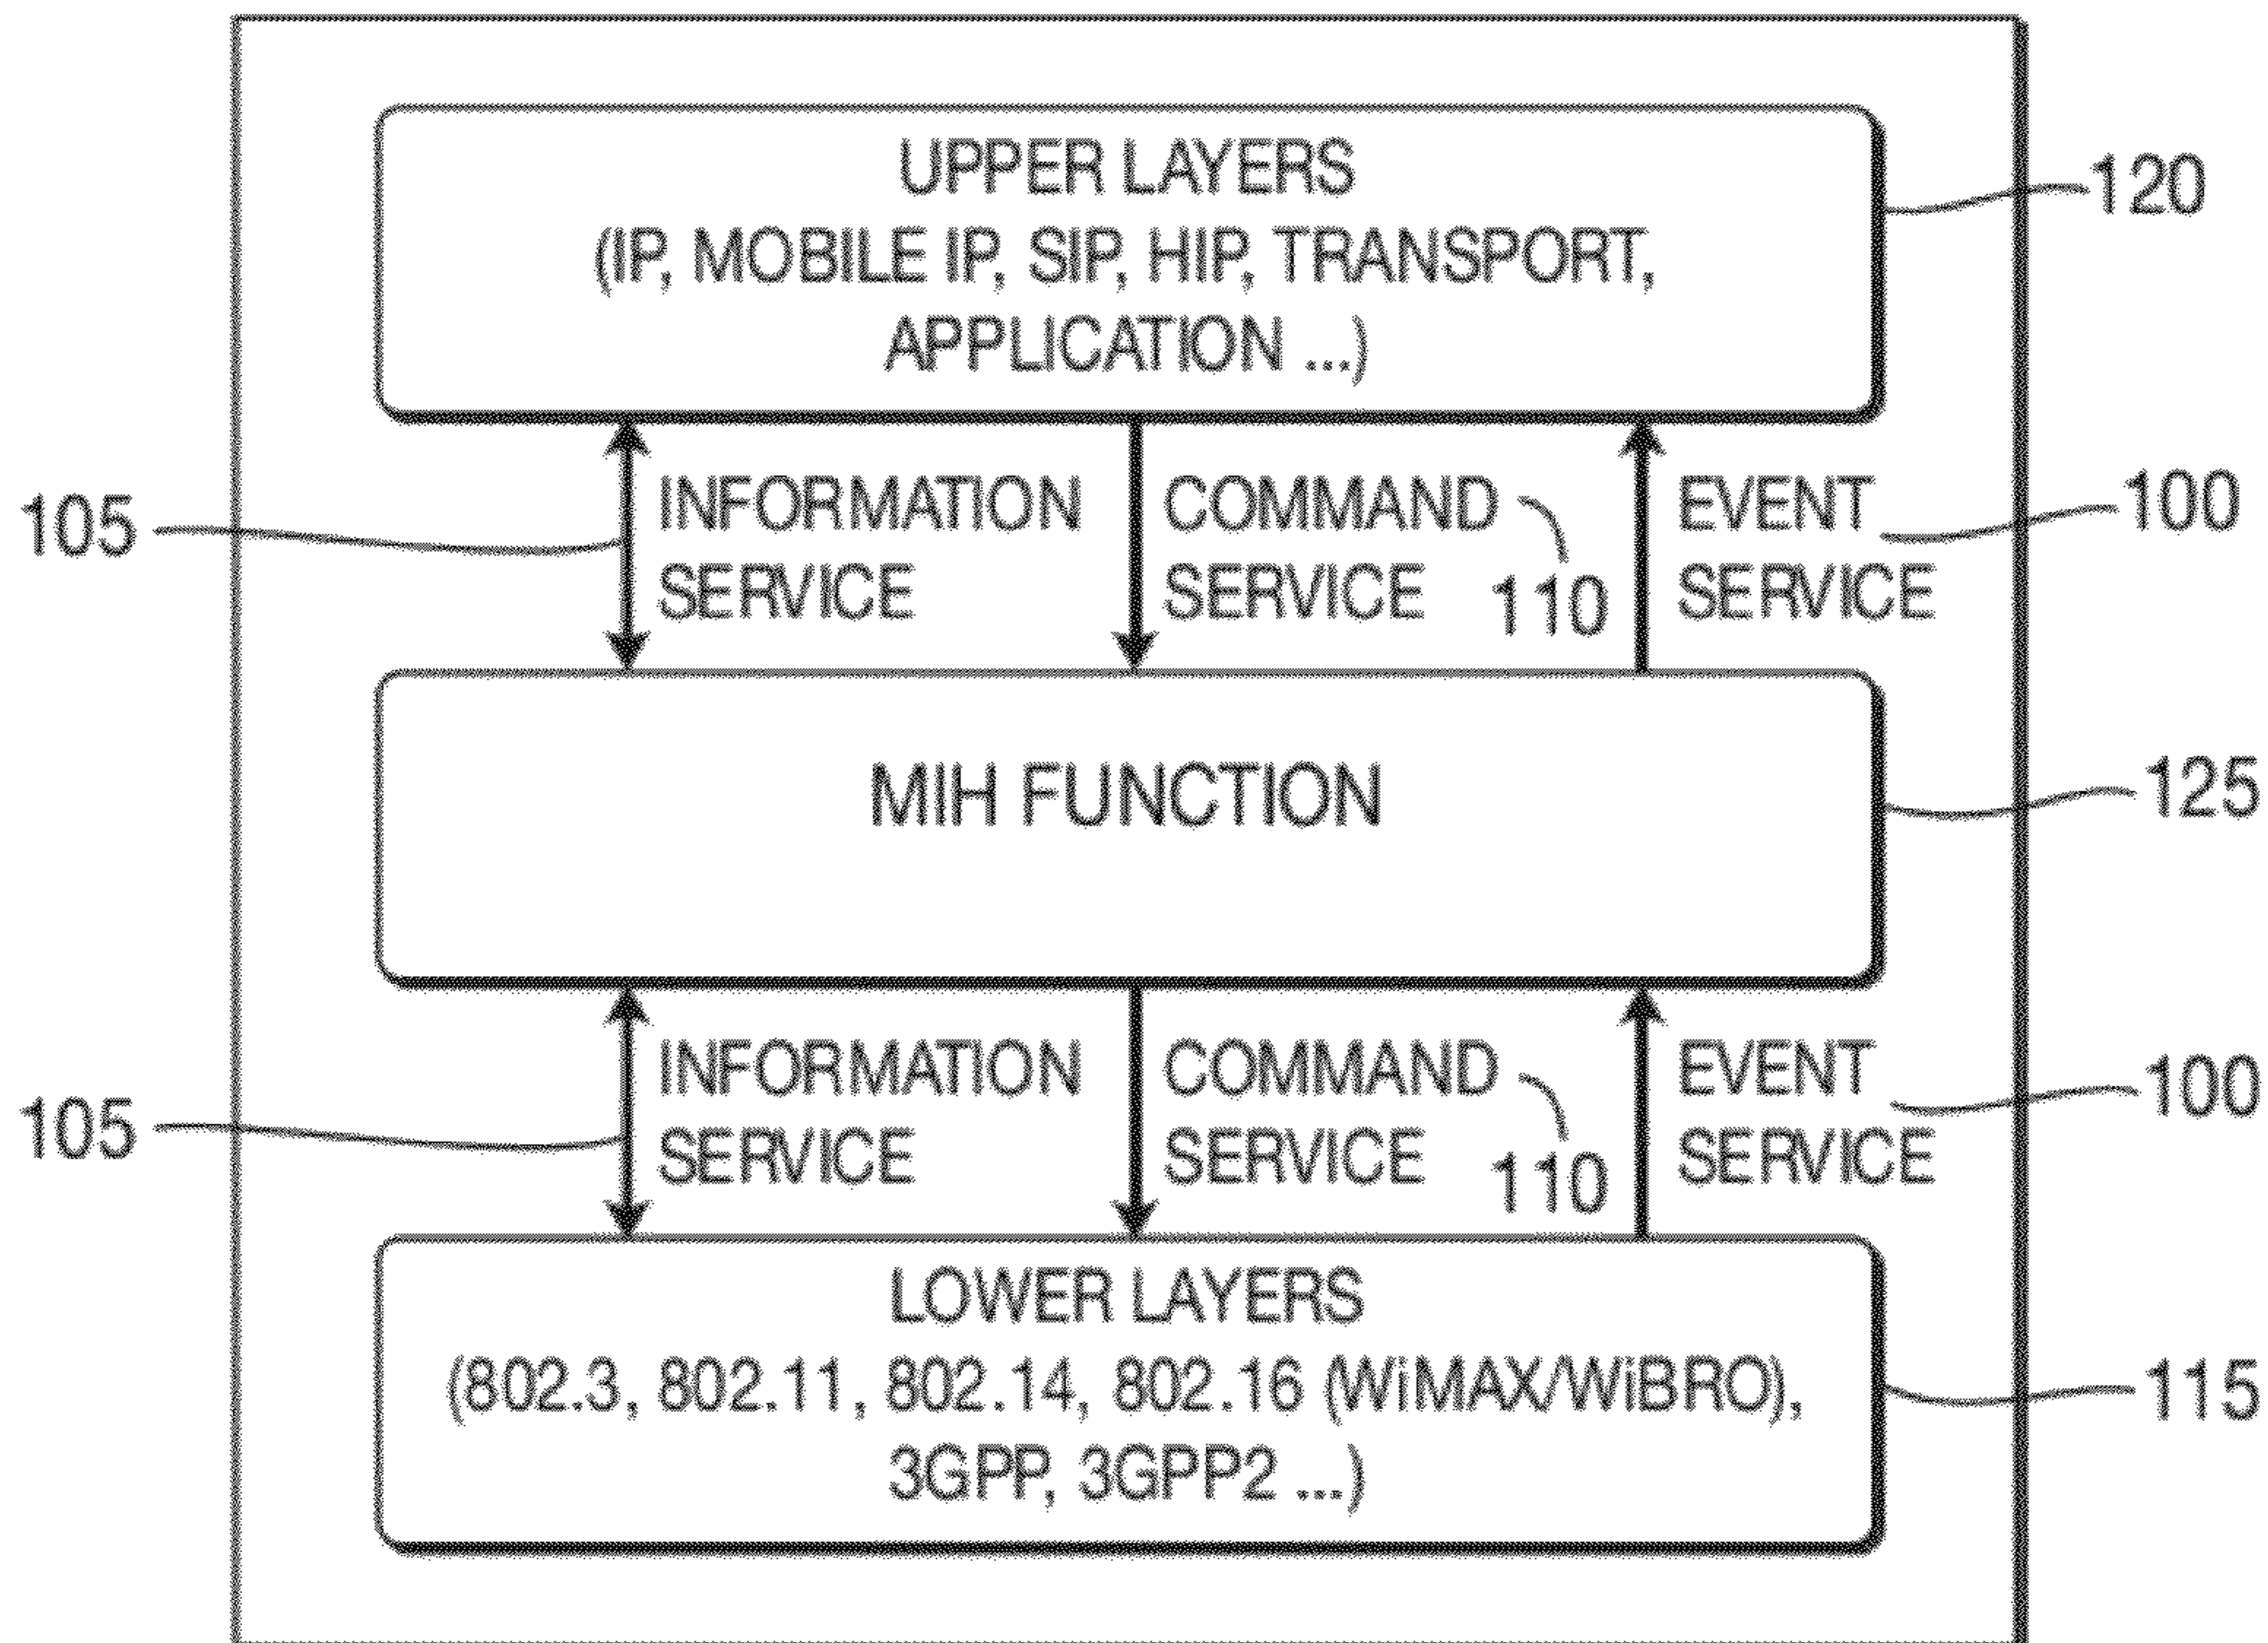 UPPER LAYERS
(IP, MOBILE IP, SIP, HIP, TRANSPORT,
APPLICATION ...)
120
105
INFORMATION
SERVICE
COMMAND
SERVICE
110
EVENT
SERVICE
100
MIH FUNCTION
125
105
INFORMATION
SERVICE
COMMAND
SERVICE
110
EVENT
SERVICE
100
LOWER LAYERS
(802.3, 802.11, 802.14, 802.16 (WiMAX/WiBRO),
3GPP, 3GPP2 ...)
115